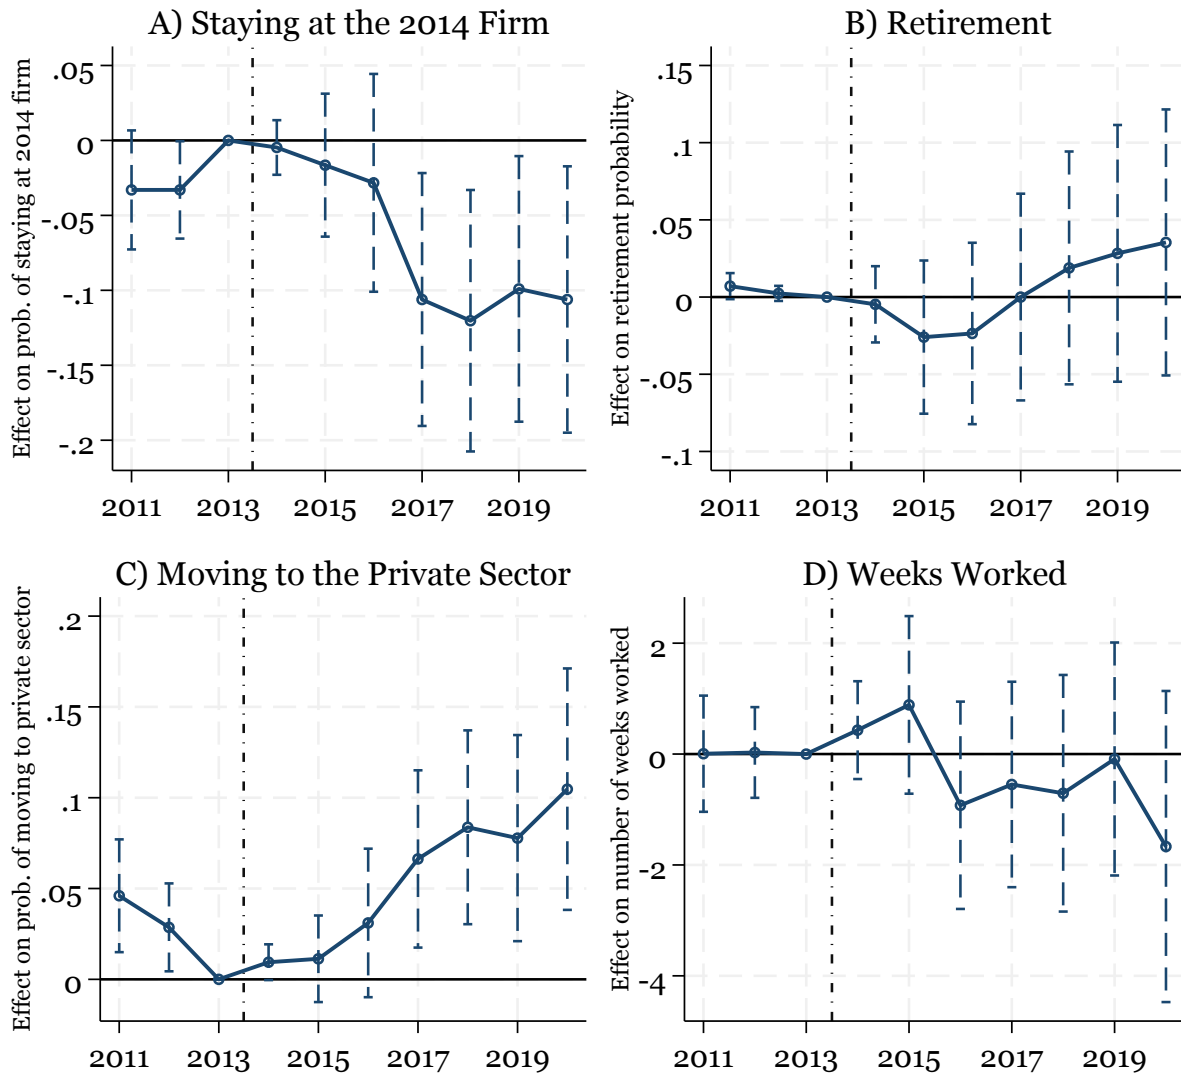 A) Staying at the 2014 Firm
Effect on prob. of staying at 2014 firm
.05
0
-.05
-.1
-.15
-.2
2011 2013 2015 2017 2019
B) Retirement
Effect on retirement probability
.15
.1
.05
0
-.05
-.1
2011 2013 2015 2017 2019
C) Moving to the Private Sector
Effect on prob. of moving to private sector
.2
.15
.1
.05
0
2011 2013 2015 2017 2019
D) Weeks Worked
Effect on number of weeks worked
2
0
-2
-4
2011 2013 2015 2017 2019